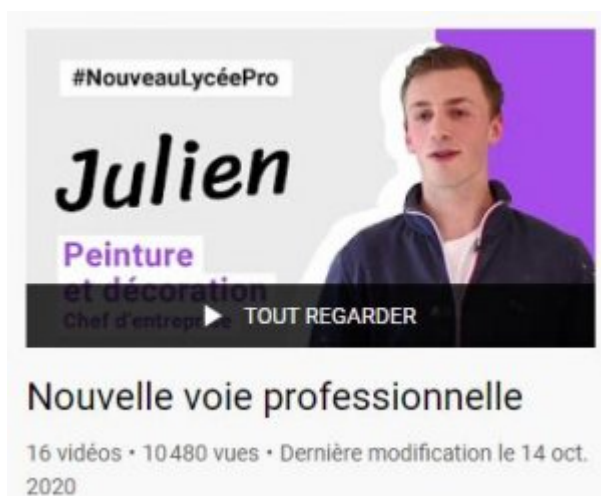 #NouveauLycéePro
Julien
Peinture
et décoration
Chef d'entreprise
TOUT REGARDER
Nouvelle voie professionnelle
16 vidéos • 10 480 vues • Dernière modification le 14 oct.
2020